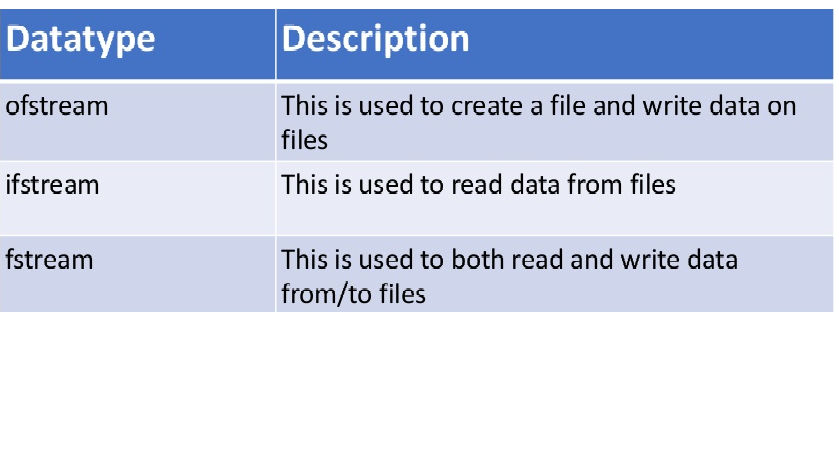 Datatype Description
ofstream This is used to create a file and write data on
files
ifstream This is used to read data from files
fstream This is used to both read and write data
from/to files